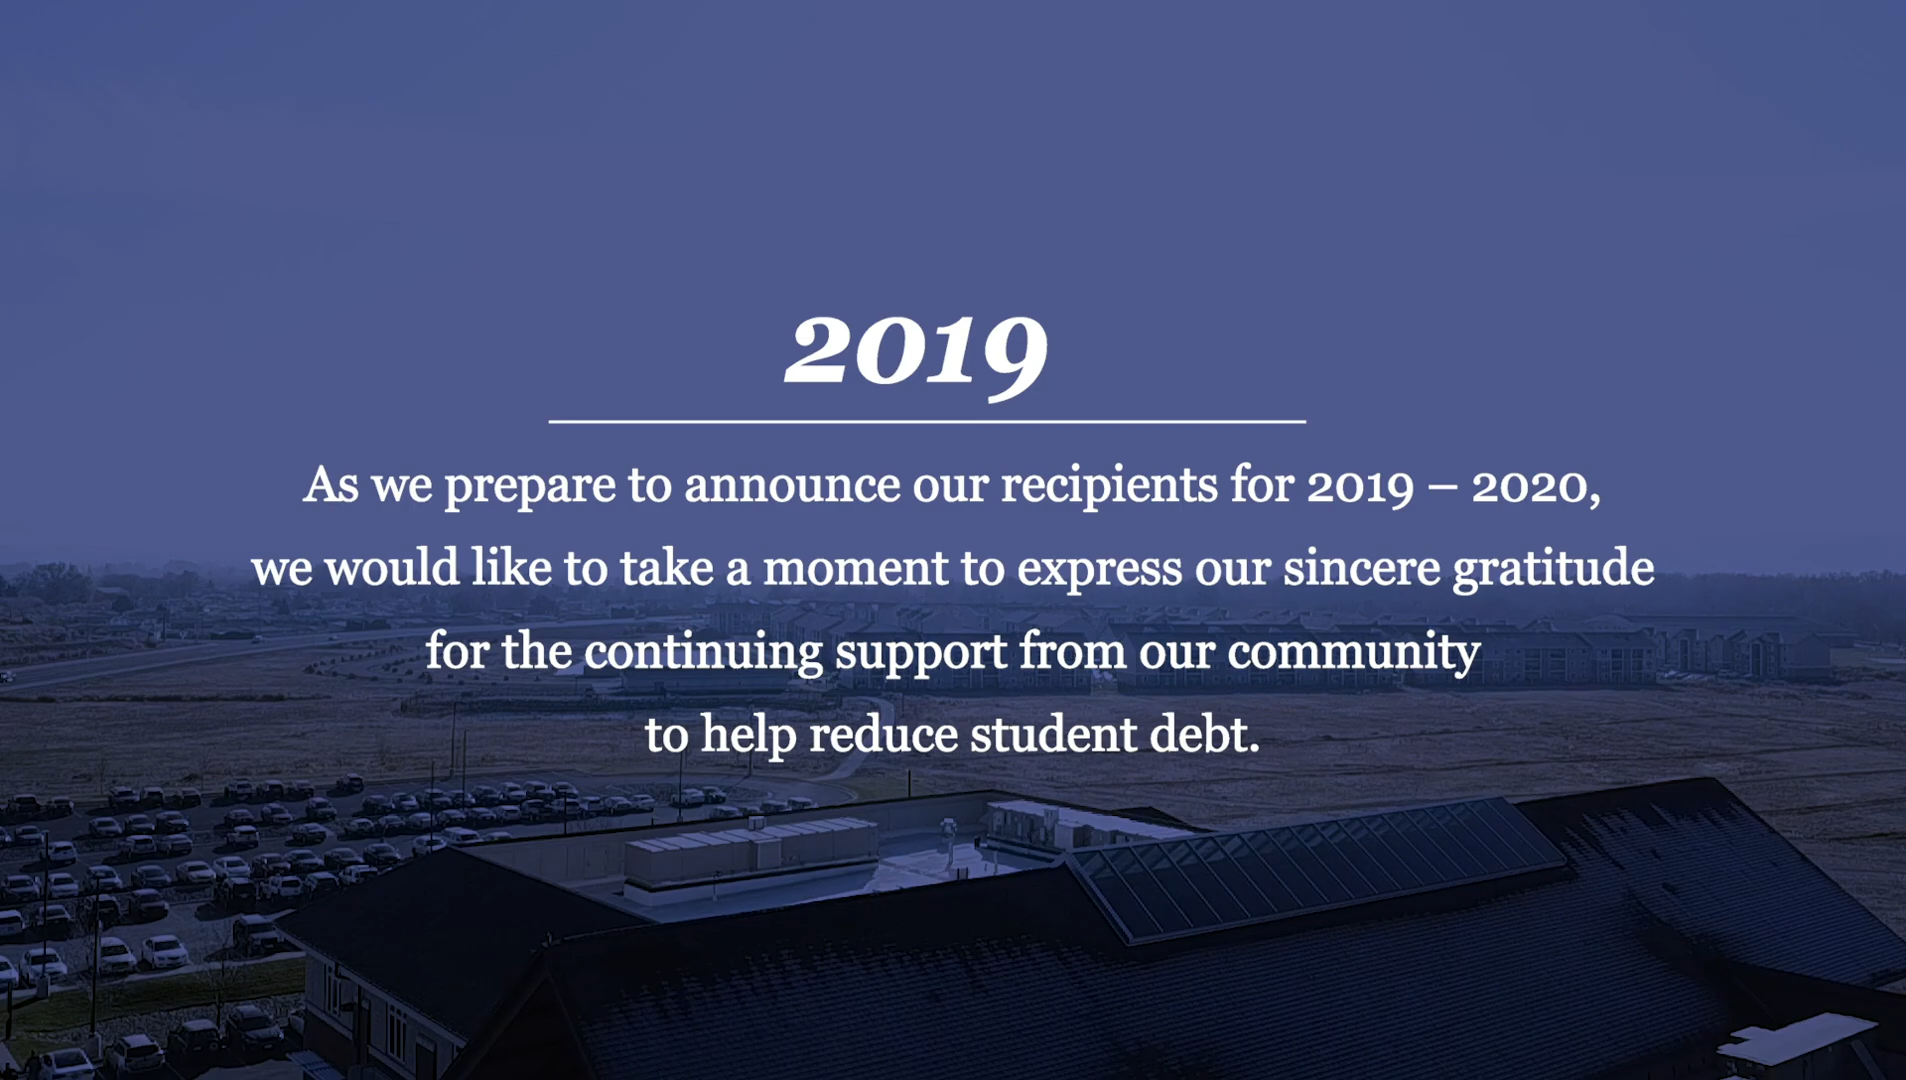 2019
As we prepare to announce our recipients for 2019 – 2020,
we would like to take a moment to express our sincere gratitude
for the continuing support from our community
to help reduce student debt.